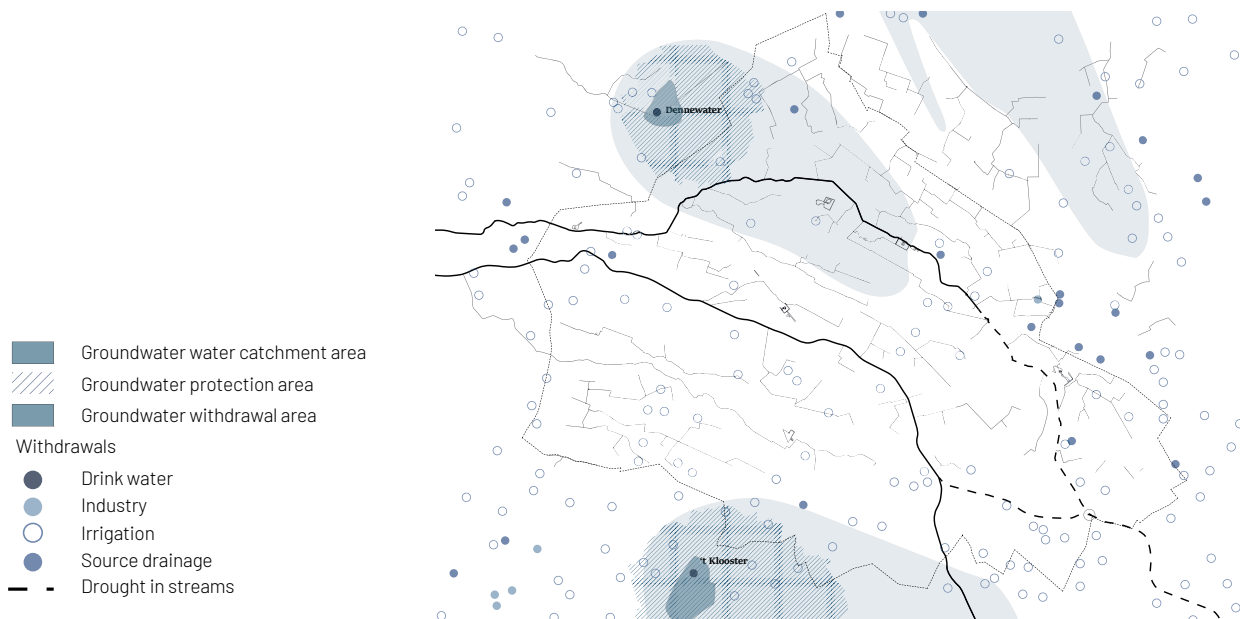 Dennewater
Groundwater water catchment area
Groundwater protection area
Groundwater withdrawal area
Withdrawals
Drink water
Industry
Irrigation
Source drainage
Drought in streams
't Klooster